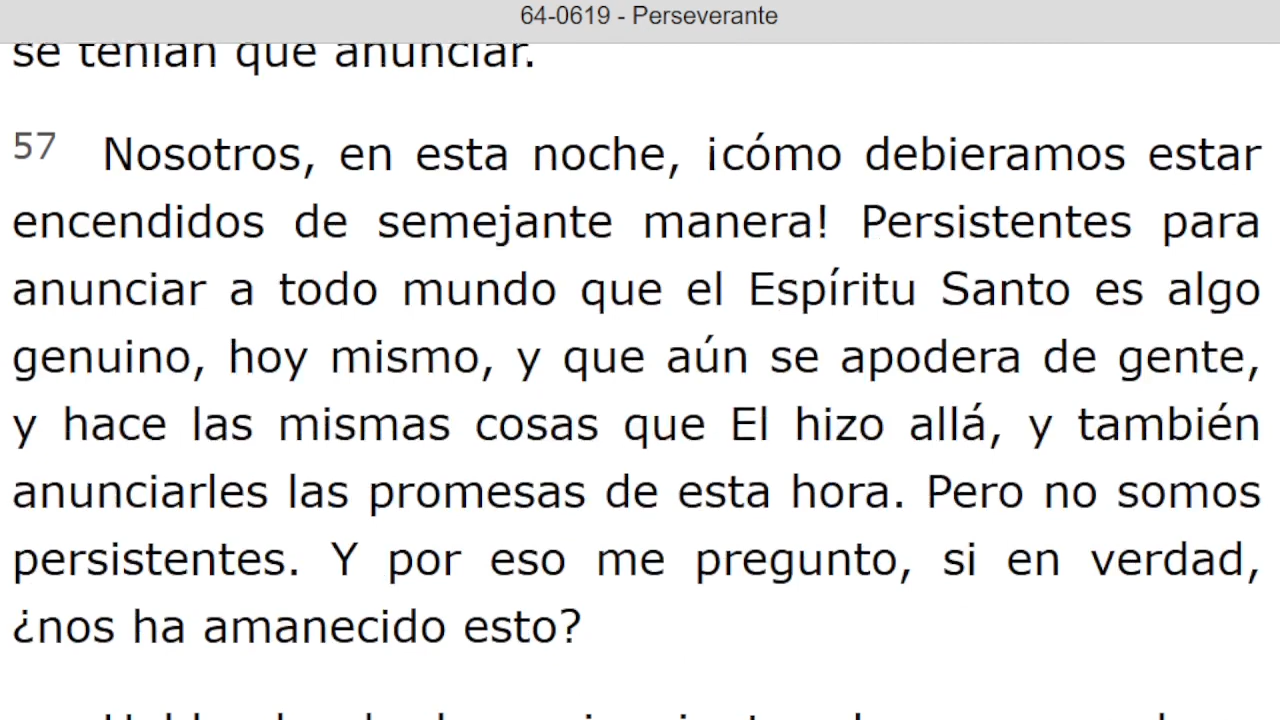 64-0619 - Perseverante
se tenían que anunciar.
57 Nosotros, en esta noche, ¡cómo debieramos estar
encendidos de semejante manera! Persistentes para
anunciar a todo mundo que el Espíritu Santo es algo
genuino, hoy mismo, y que aún se apodera de gente,
y hace las mismas cosas que El hizo allá, y también
anunciarles las promesas de esta hora. Pero no somos
persistentes. Y por eso me pregunto, si en verdad,
¿nos ha amanecido esto?